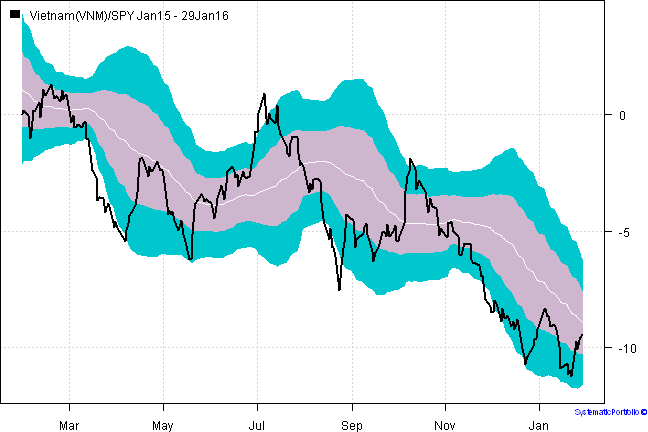 Vietnam(VNM)/SPY Jan15 - 29Jan16
0
-5
-10
SystematicPortfolio ©
Mar May Jul Sep Nov Jan